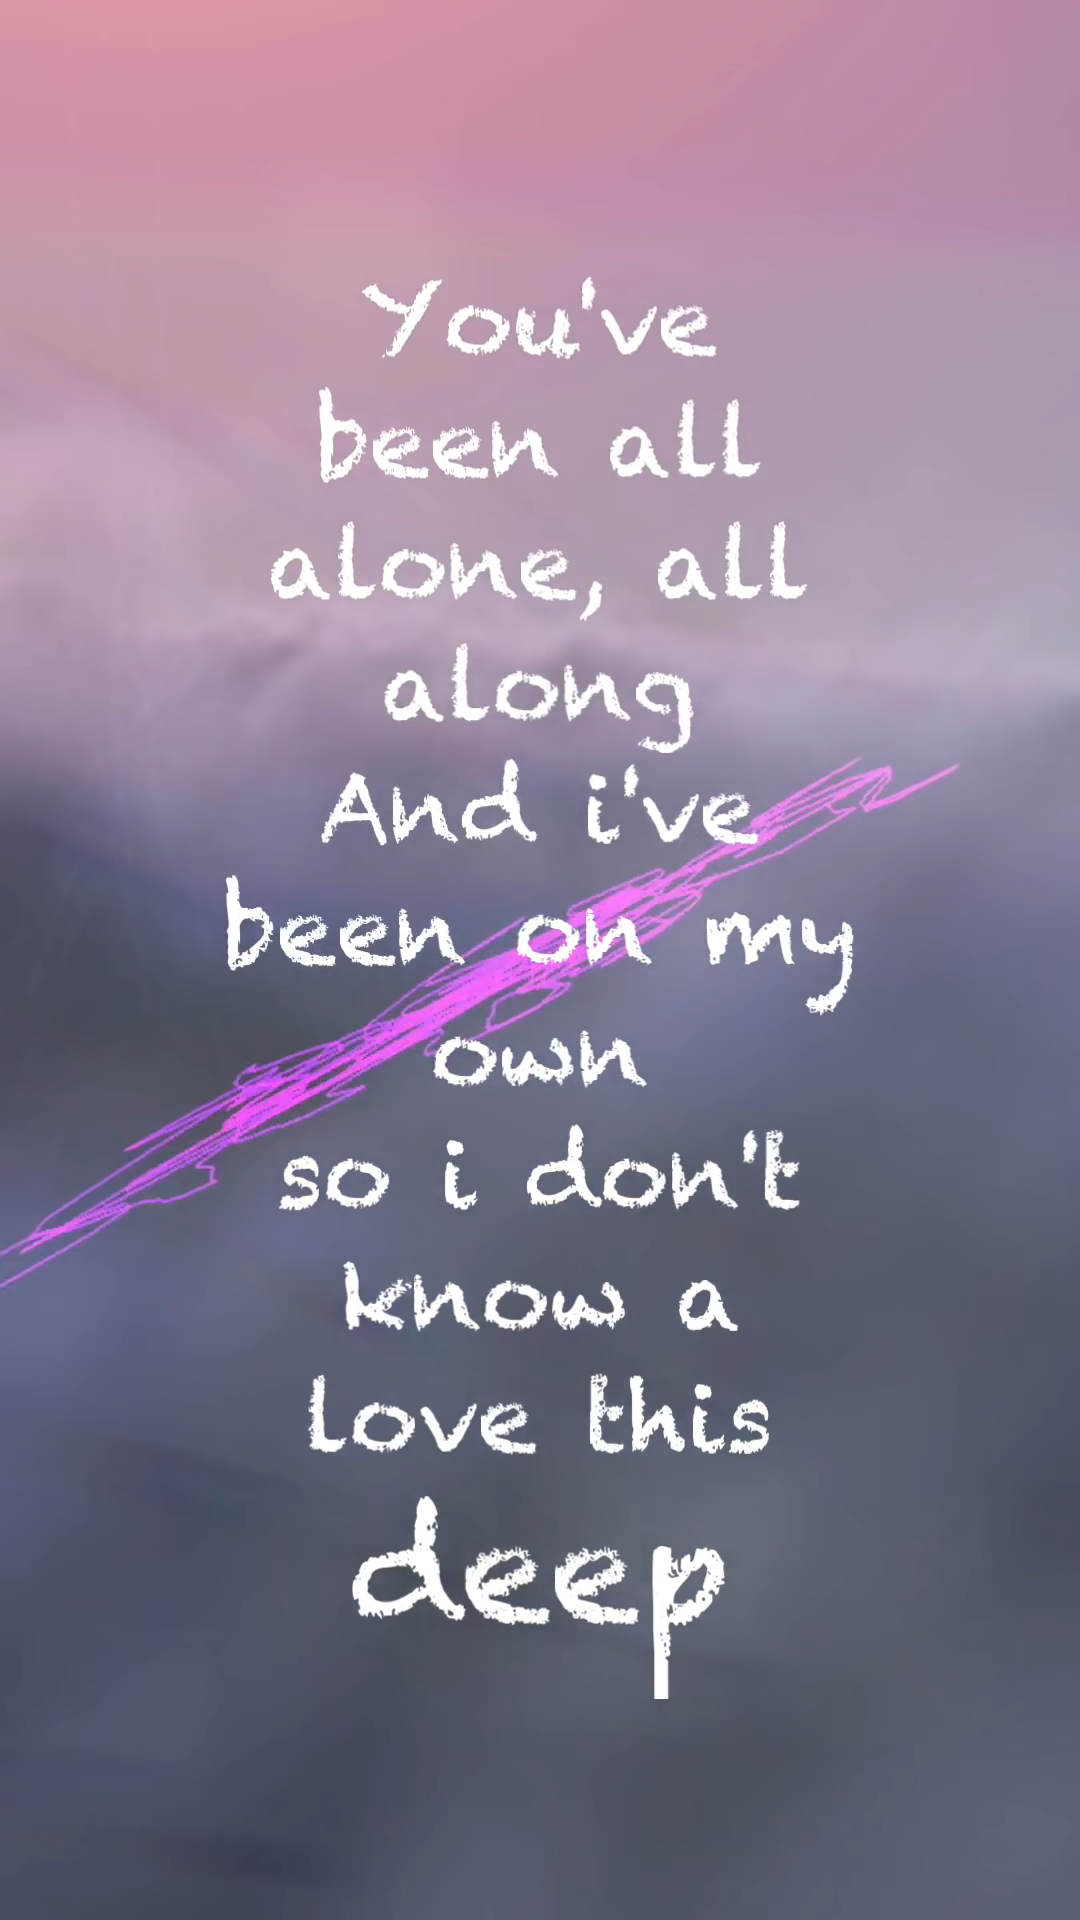 You've
been all
alone, all
along
And i've
been on my
own
so i don't
know a
love this
deep